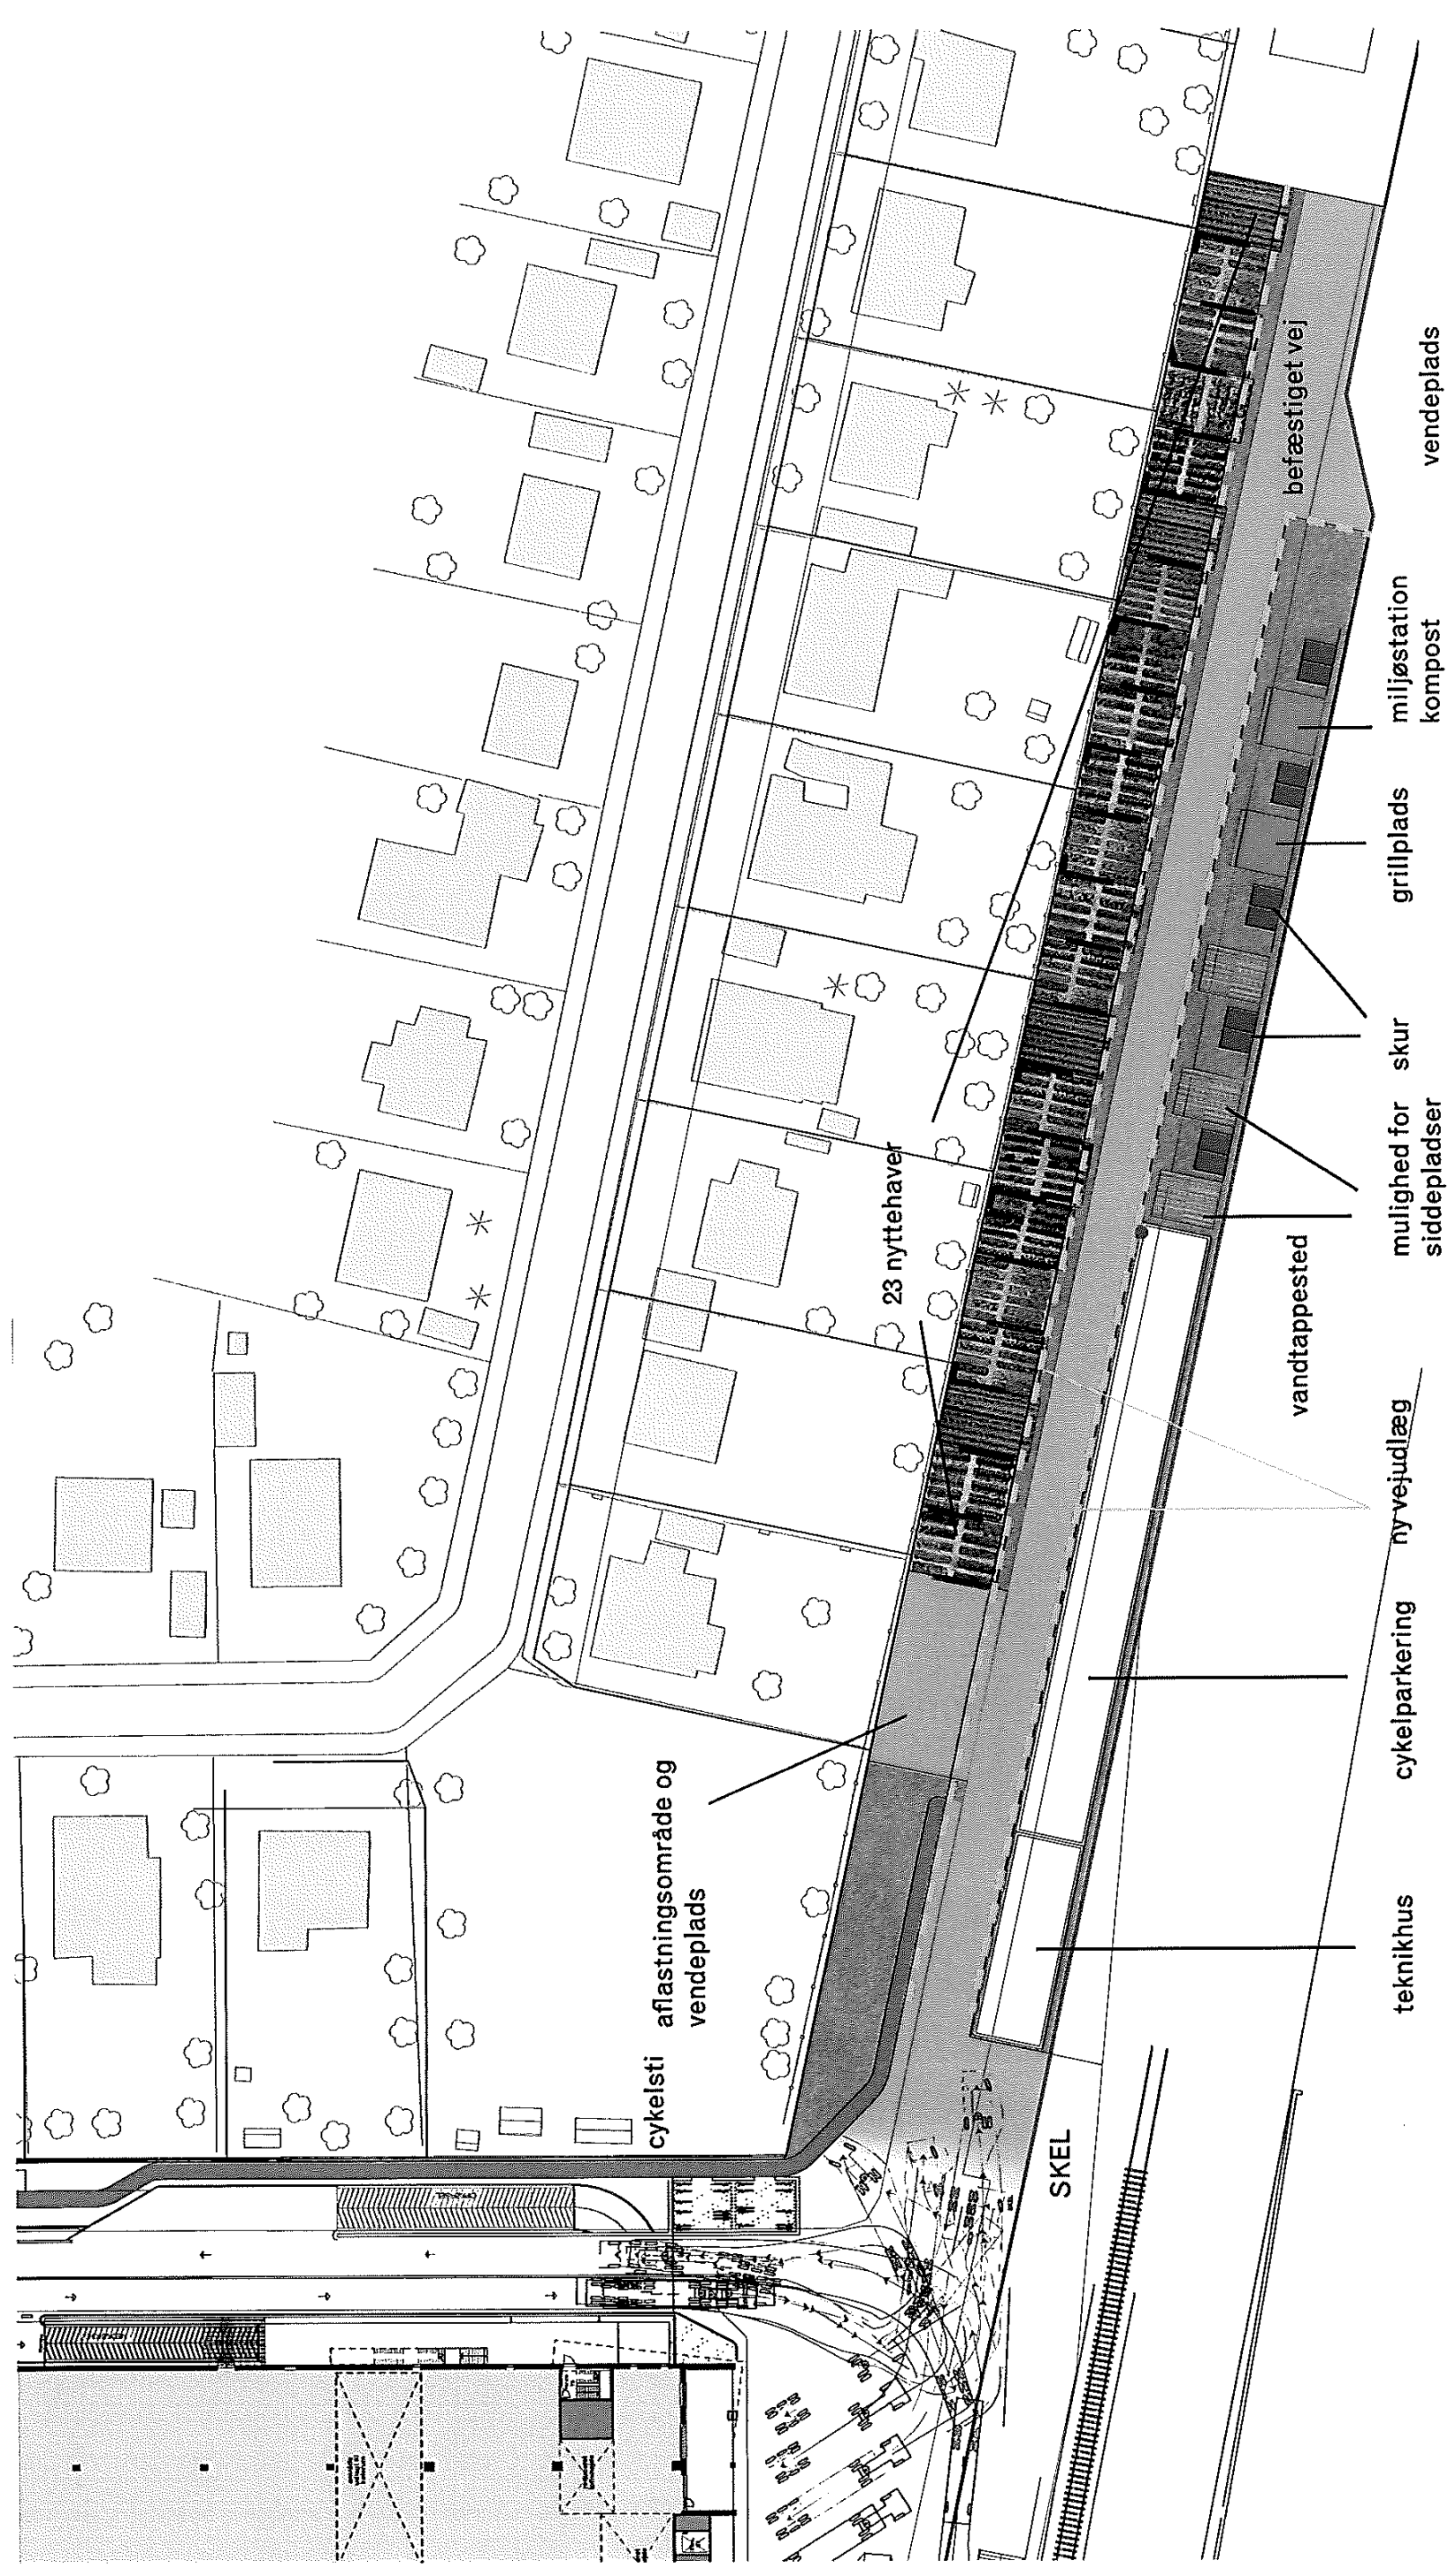 cykelsti
aflastningsområde og
vendeplads
23 nyttehaver
befæstiget vej
SKEL
vandtappested
teknikhus
cykelparkering
ny vejudlæg
mulighed for
siddepladser
skur
grillplads
miljøstation
kompost
vendeplads